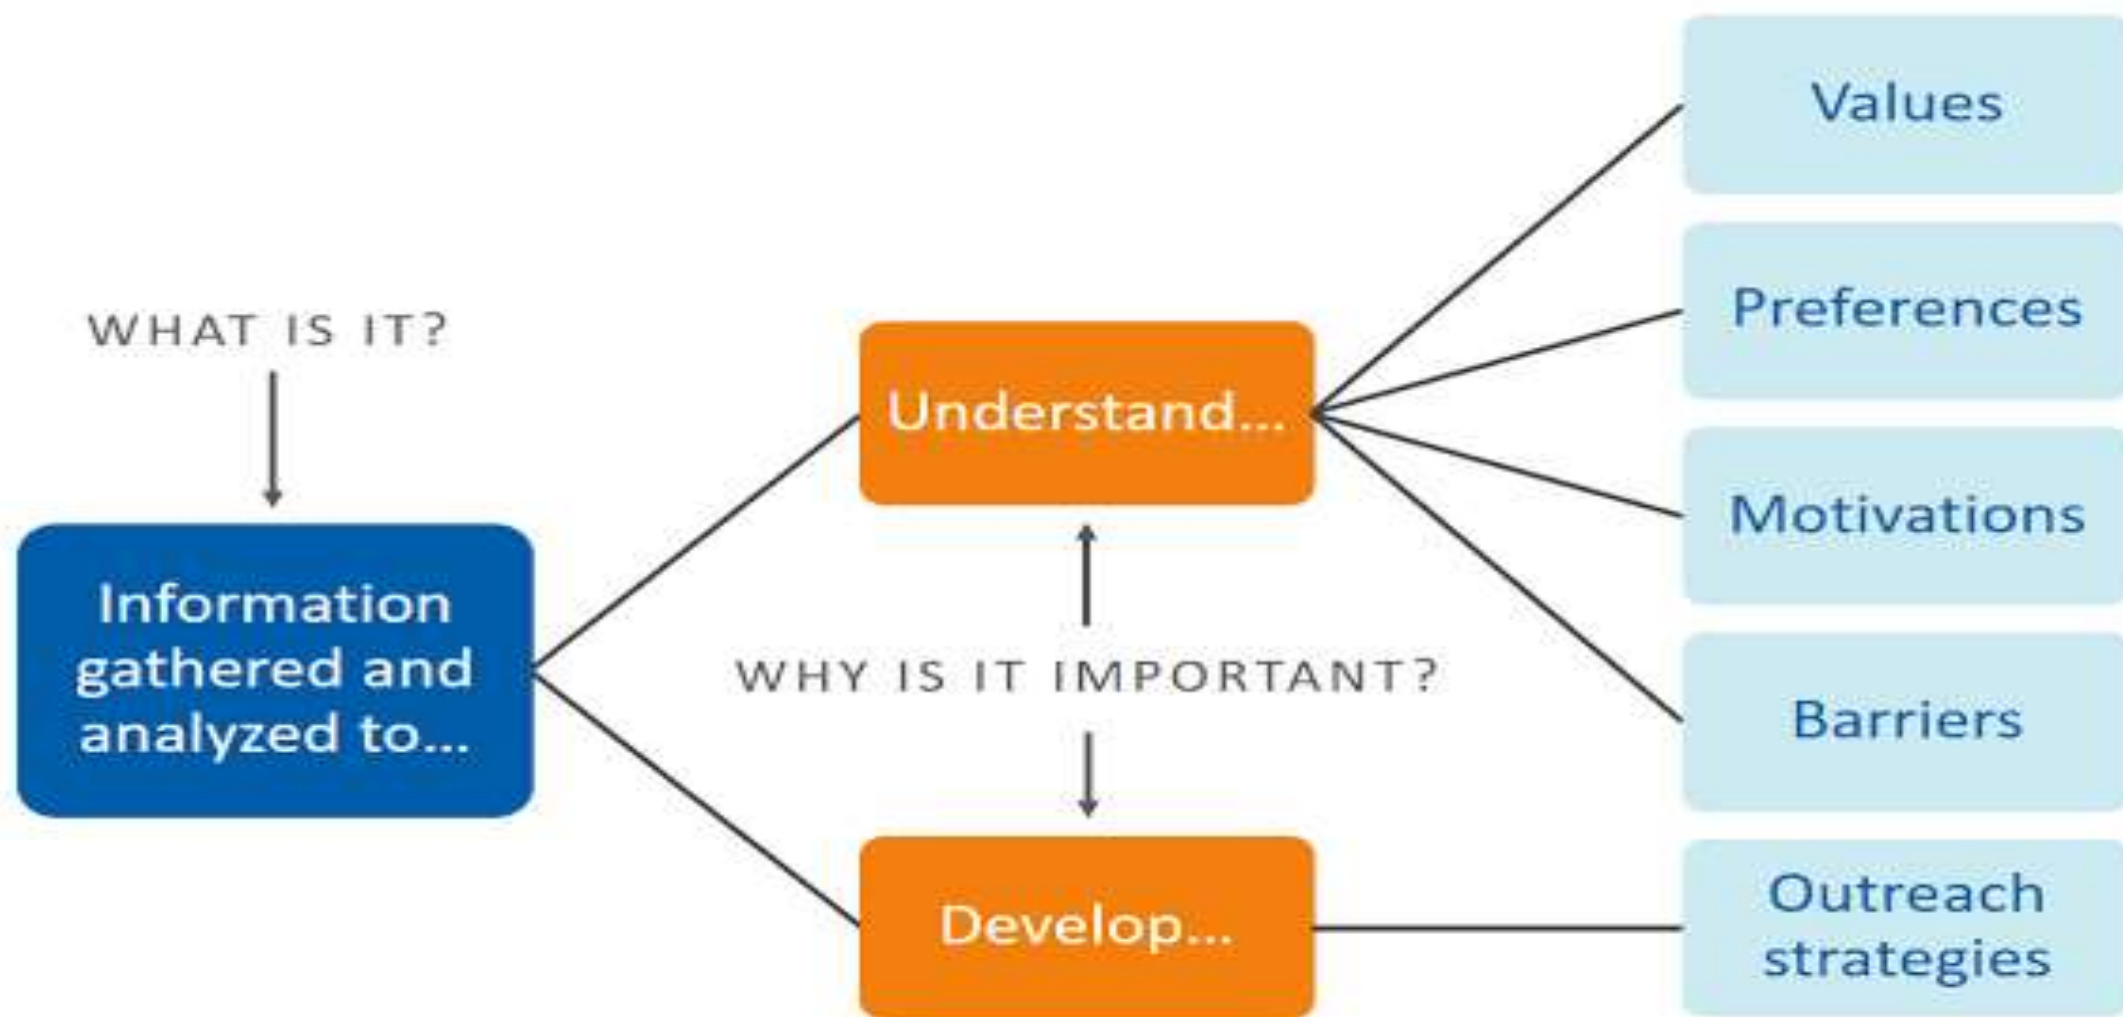 WHAT IS IT?
Information
gathered and
analyzed to...
Understand...
WHY IS IT IMPORTANT?
Develop...
Values
Preferences
Motivations
Barriers
Outreach
strategies